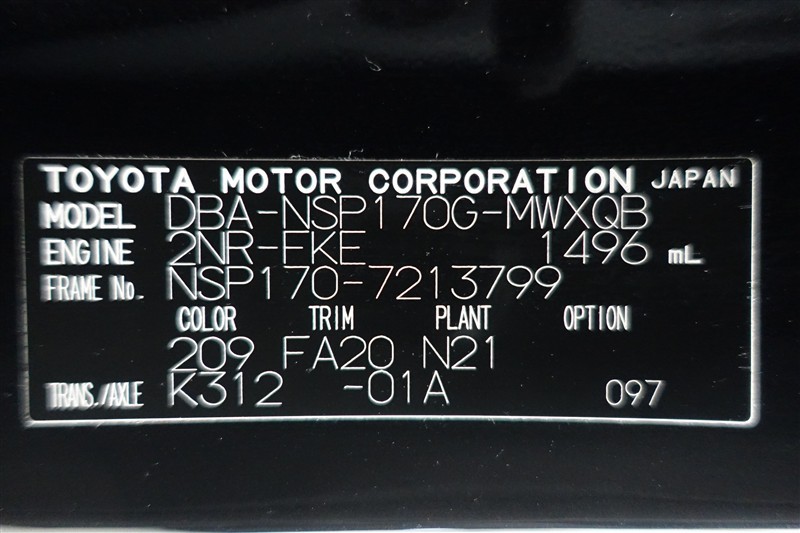 TOYOTA MOTOR CORPORATION JAPAN
MODEL DBA-NSP170G-MWXQB
ENGINE 2NR-FKE 1496 mL
FRAME No. NSP170-7213799
COLOR TRIM PLANT OPTION
209 FA20 N21
TRANS./AXLE K312 -01A 097